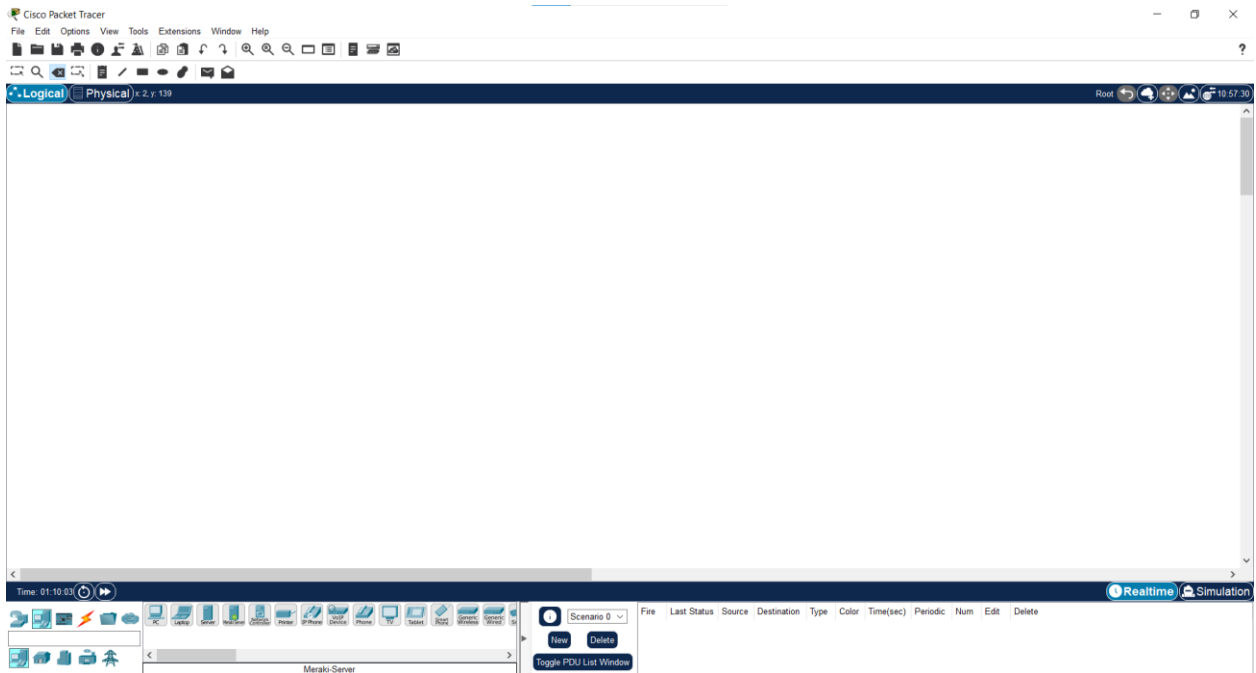 Cisco Packet Tracer
File Edit Options View Tools Extensions Window Help
?
Logical Physical x: 2, y: 139 Root 10:57:30
Time: 01:10:03 Realtime Simulation
PC Laptop Server Printer IP Phone VoIP Device Phone TV Tablet Smart Phone Generic Wireless Generic Wired
Scenario 0
Fire Last Status Source Destination Type Color Time(sec) Periodic Num Edit Delete
New Delete
Toggle PDU List Window
Meraki-Server